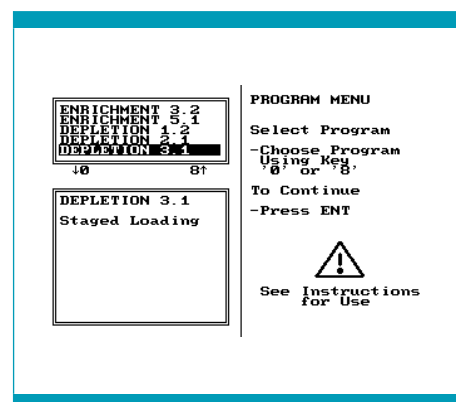 ENRICHMENT 3.2
ENRICHMENT 5.1
DEPLETION 1.2
DEPLETION 2.1
DEPLETION 3.1
↓0 8↑
DEPLETION 3.1
Staged Loading
PROGRAM MENU
Select Program
-Choose Program
Using Key
'0' or '8'
To Continue
-Press ENT
!
See Instructions
for Use